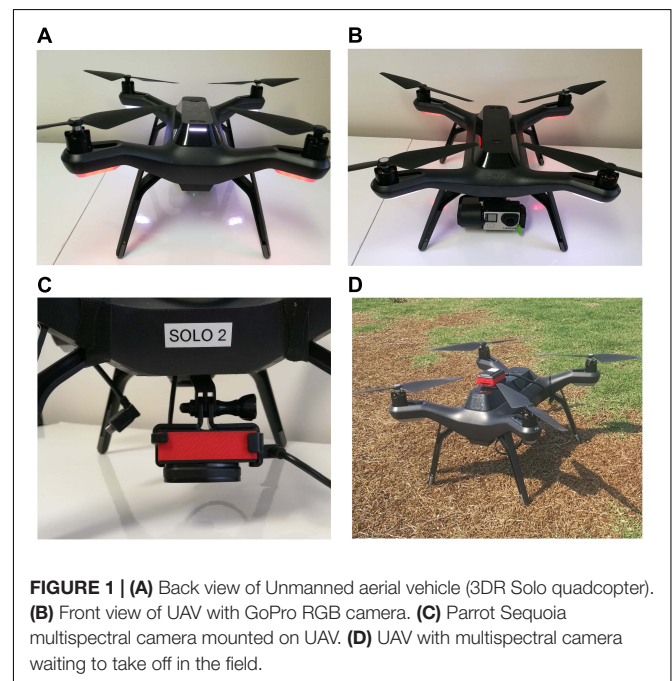 A
B
C
D
SOLO 2
FIGURE 1 | (A) Back view of Unmanned aerial vehicle (3DR Solo quadcopter).
(B) Front view of UAV with GoPro RGB camera. (C) Parrot Sequoia
multispectral camera mounted on UAV. (D) UAV with multispectral camera
waiting to take off in the field.